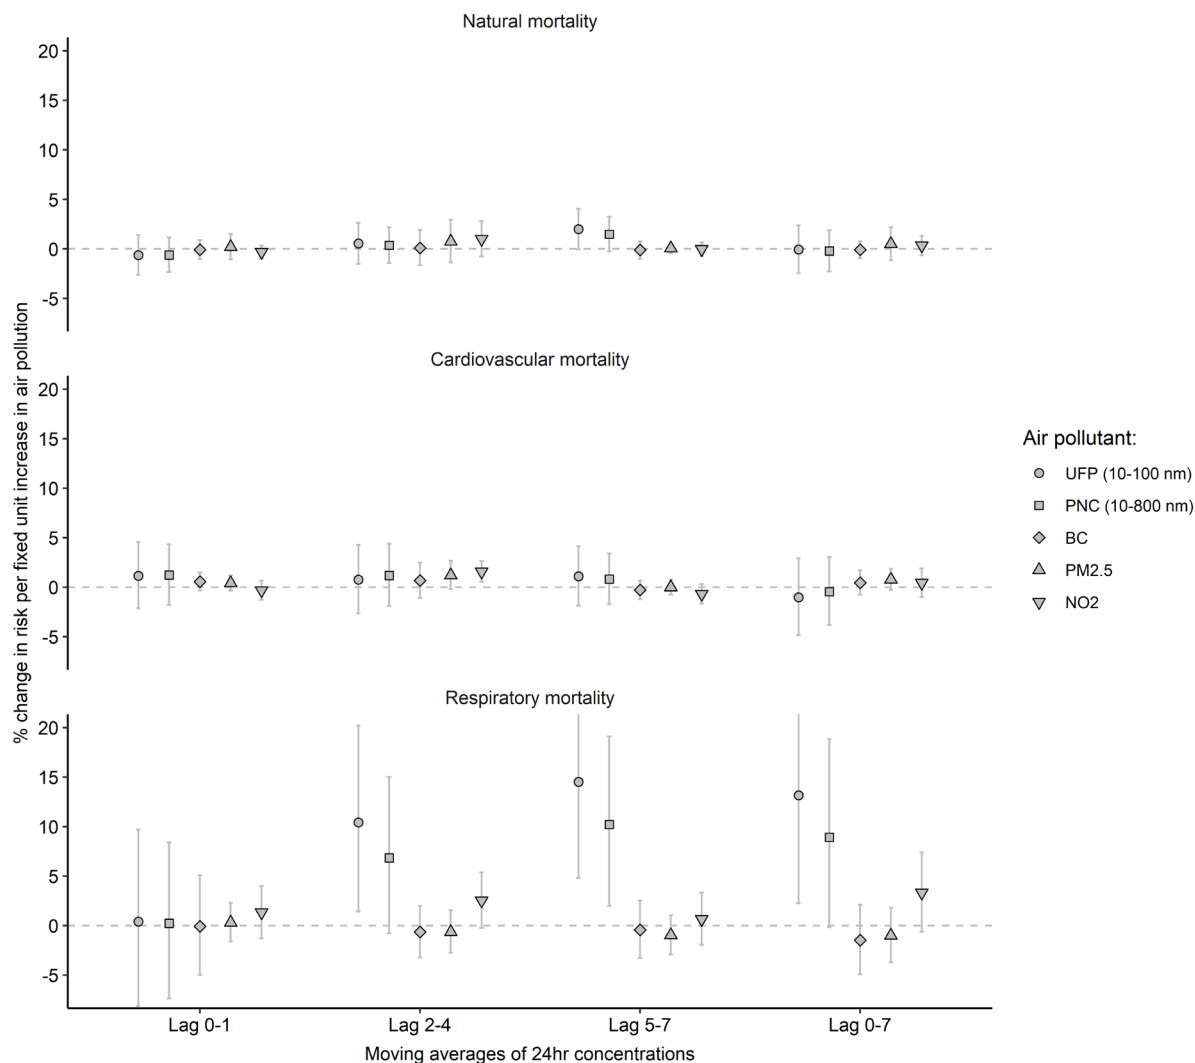 Natural mortality
20
15
10
5
0
-5
Cardiovascular mortality
20
15
10
5
0
-5
Respiratory mortality
20
15
10
5
0
-5
% change in risk per fixed unit increase in air pollution
Lag 0-1
Lag 2-4
Lag 5-7
Lag 0-7
Moving averages of 24hr concentrations
Air pollutant:
UFP (10-100 nm)
PNC (10-800 nm)
BC
PM2.5
NO2